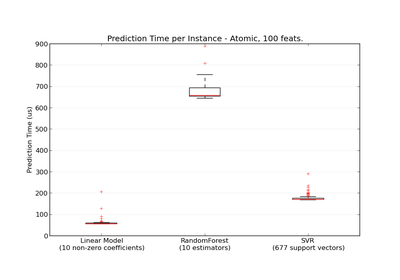 Prediction Time per Instance - Atomic, 100 feats.
900
800
700
600
500
400
300
200
100
0
Prediction Time (us)
Linear Model
(10 non-zero coefficients)
RandomForest
(10 estimators)
SVR
(677 support vectors)